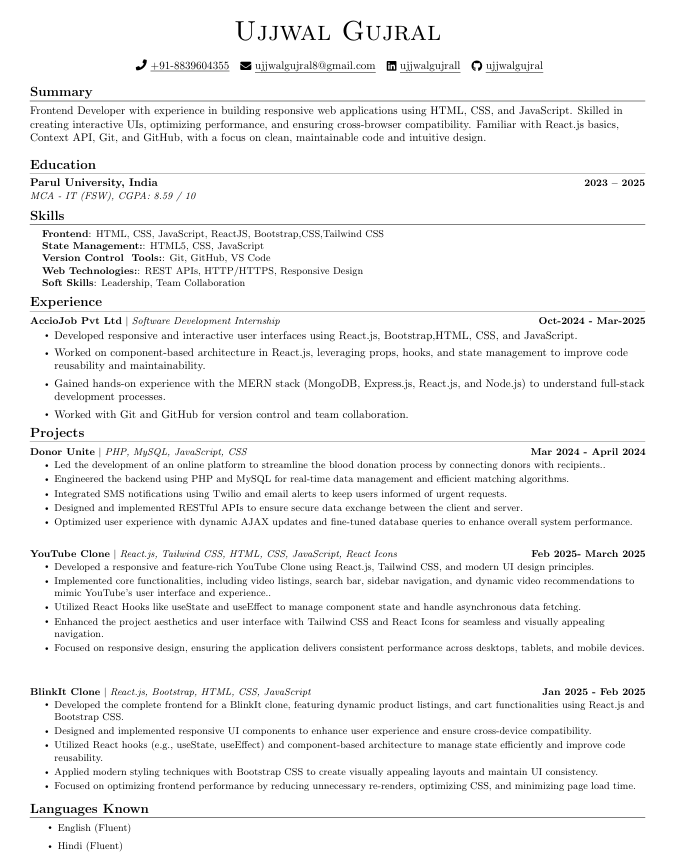 Ujjwal Gujral
+91-8839604355 ujjwalgujral8@gmail.com ujjwalgujrall ujjwalgujral
Summary
Frontend Developer with experience in building responsive web applications using HTML, CSS, and JavaScript. Skilled in
creating interactive UIs, optimizing performance, and ensuring cross-browser compatibility. Familiar with React.js basics,
Context API, Git, and GitHub, with a focus on clean, maintainable code and intuitive design.
Education
Parul University, India 2023 – 2025
MCA - IT (FSW), CGPA: 8.59 / 10
Skills
Frontend: HTML, CSS, JavaScript, ReactJS, Bootstrap,CSS,Tailwind CSS
State Management:: HTML5, CSS, JavaScript
Version Control Tools:: Git, GitHub, VS Code
Web Technologies:: REST APIs, HTTP/HTTPS, Responsive Design
Soft Skills: Leadership, Team Collaboration
Experience
AccioJob Pvt Ltd | Software Development Internship Oct-2024 - Mar-2025
• Developed responsive and interactive user interfaces using React.js, Bootstrap,HTML, CSS, and JavaScript.
• Worked on component-based architecture in React.js, leveraging props, hooks, and state management to improve code
reusability and maintainability.
• Gained hands-on experience with the MERN stack (MongoDB, Express.js, React.js, and Node.js) to understand full-stack
development processes.
• Worked with Git and GitHub for version control and team collaboration.
Projects
Donor Unite | PHP, MySQL, JavaScript, CSS Mar 2024 - April 2024
• Led the development of an online platform to streamline the blood donation process by connecting donors with recipients..
• Engineered the backend using PHP and MySQL for real-time data management and efficient matching algorithms.
• Integrated SMS notifications using Twilio and email alerts to keep users informed of urgent requests.
• Designed and implemented RESTful APIs to ensure secure data exchange between the client and server.
• Optimized user experience with dynamic AJAX updates and fine-tuned database queries to enhance overall system performance.
YouTube Clone | React.js, Tailwind CSS, HTML, CSS, JavaScript, React Icons Feb 2025- March 2025
• Developed a responsive and feature-rich YouTube Clone using React.js, Tailwind CSS, and modern UI design principles.
• Implemented core functionalities, including video listings, search bar, sidebar navigation, and dynamic video recommendations to
mimic YouTube's user interface and experience..
• Utilized React Hooks like useState and useEffect to manage component state and handle asynchronous data fetching.
• Enhanced the project aesthetics and user interface with Tailwind CSS and React Icons for seamless and visually appealing
navigation.
• Focused on responsive design, ensuring the application delivers consistent performance across desktops, tablets, and mobile devices.
BlinkIt Clone | React.js, Bootstrap, HTML, CSS, JavaScript Jan 2025 - Feb 2025
• Developed the complete frontend for a BlinkIt clone, featuring dynamic product listings, and cart functionalities using React.js and
Bootstrap CSS.
• Designed and implemented responsive UI components to enhance user experience and ensure cross-device compatibility.
• Utilized React hooks (e.g., useState, useEffect) and component-based architecture to manage state efficiently and improve code
reusability.
• Applied modern styling techniques with Bootstrap CSS to create visually appealing layouts and maintain UI consistency.
• Focused on optimizing frontend performance by reducing unnecessary re-renders, optimizing CSS, and minimizing page load time.
Languages Known
• English (Fluent)
• Hindi (Fluent)